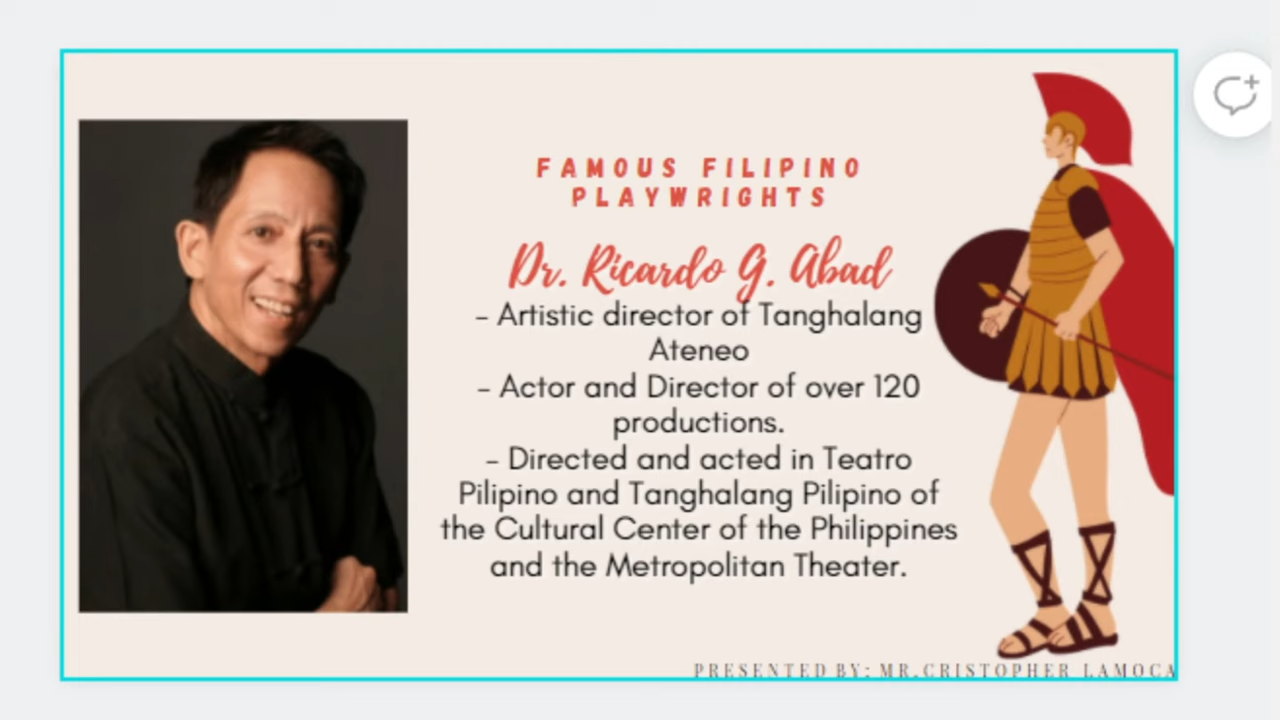 FAMOUS FILIPINO
PLAYWRIGHTS
Dr. Ricardo G. Abad
- Artistic director of Tanghalang
Ateneo
- Actor and Director of over 120
productions.
- Directed and acted in Teatro
Pilipino and Tanghalang Pilipino of
the Cultural Center of the Philippines
and the Metropolitan Theater.
PRESENTED BY: MR.CRISTOPHER LAMOCA